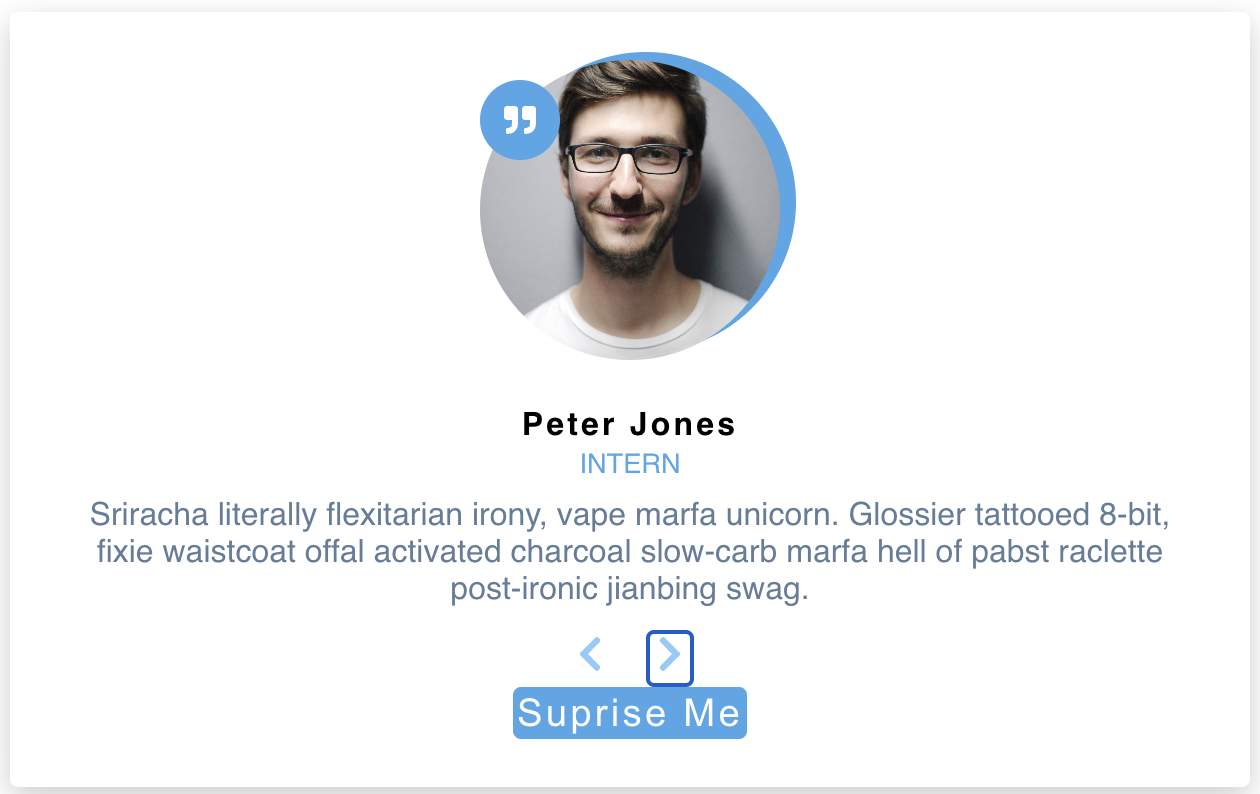 Peter Jones
INTERN
Sriracha literally flexitarian irony, vape marfa unicorn. Glossier tattooed 8-bit,
fixie waistcoat offal activated charcoal slow-carb marfa hell of pabst raclette
post-ironic jianbing swag.
Suprise Me